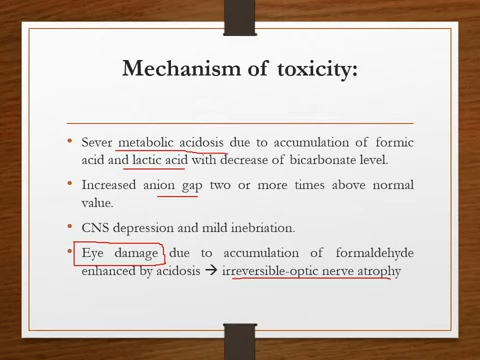 Mechanism of toxicity:
• Sever metabolic acidosis due to accumulation of formic
acid and lactic acid with decrease of bicarbonate level.
• Increased anion gap two or more times above normal
value.
• CNS depression and mild inebriation.
• Eye damage due to accumulation of formaldehyde
enhanced by acidosis → irreversible-optic nerve atrophy